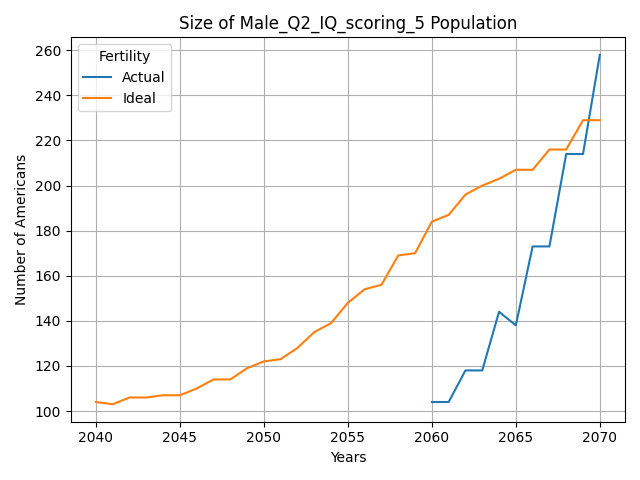 Size of Male_Q2_IQ_scoring_5 Population
Fertility
Actual
Ideal
Number of Americans
260
240
220
200
180
160
140
120
100
2040 2045 2050 2055 2060 2065 2070
Years